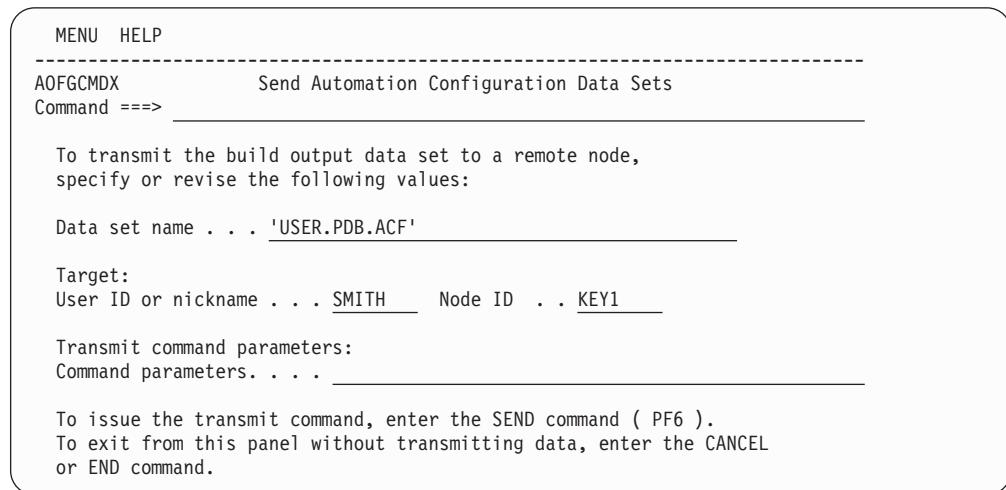 MENU HELP
-------------------------------------------------------------------------------
AOFGCMDX Send Automation Configuration Data Sets
Command ===>
To transmit the build output data set to a remote node,
specify or revise the following values:
Data set name . . . 'USER.PDB.ACF'
Target:
User ID or nickname . . . SMITH Node ID . . KEY1
Transmit command parameters:
Command parameters. . . .
To issue the transmit command, enter the SEND command ( PF6 ).
To exit from this panel without transmitting data, enter the CANCEL
or END command.